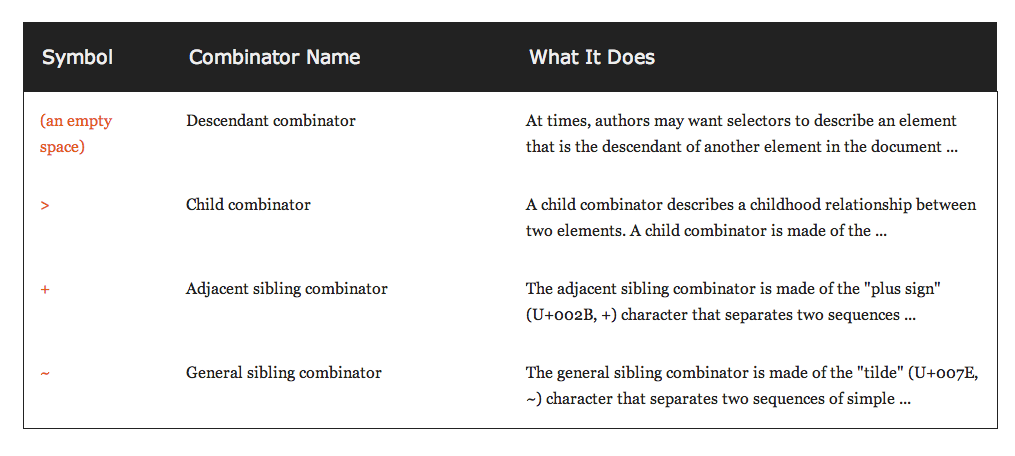 Symbol Combinator Name What It Does
(an empty Descendant combinator At times, authors may want selectors to describe an element
space) that is the descendant of another element in the document ...
> Child combinator A child combinator describes a childhood relationship between
two elements. A child combinator is made of the ...
+ Adjacent sibling combinator The adjacent sibling combinator is made of the "plus sign"
(U+002B, +) character that separates two sequences ...
~ General sibling combinator The general sibling combinator is made of the "tilde" (U+007E,
~) character that separates two sequences of simple ...